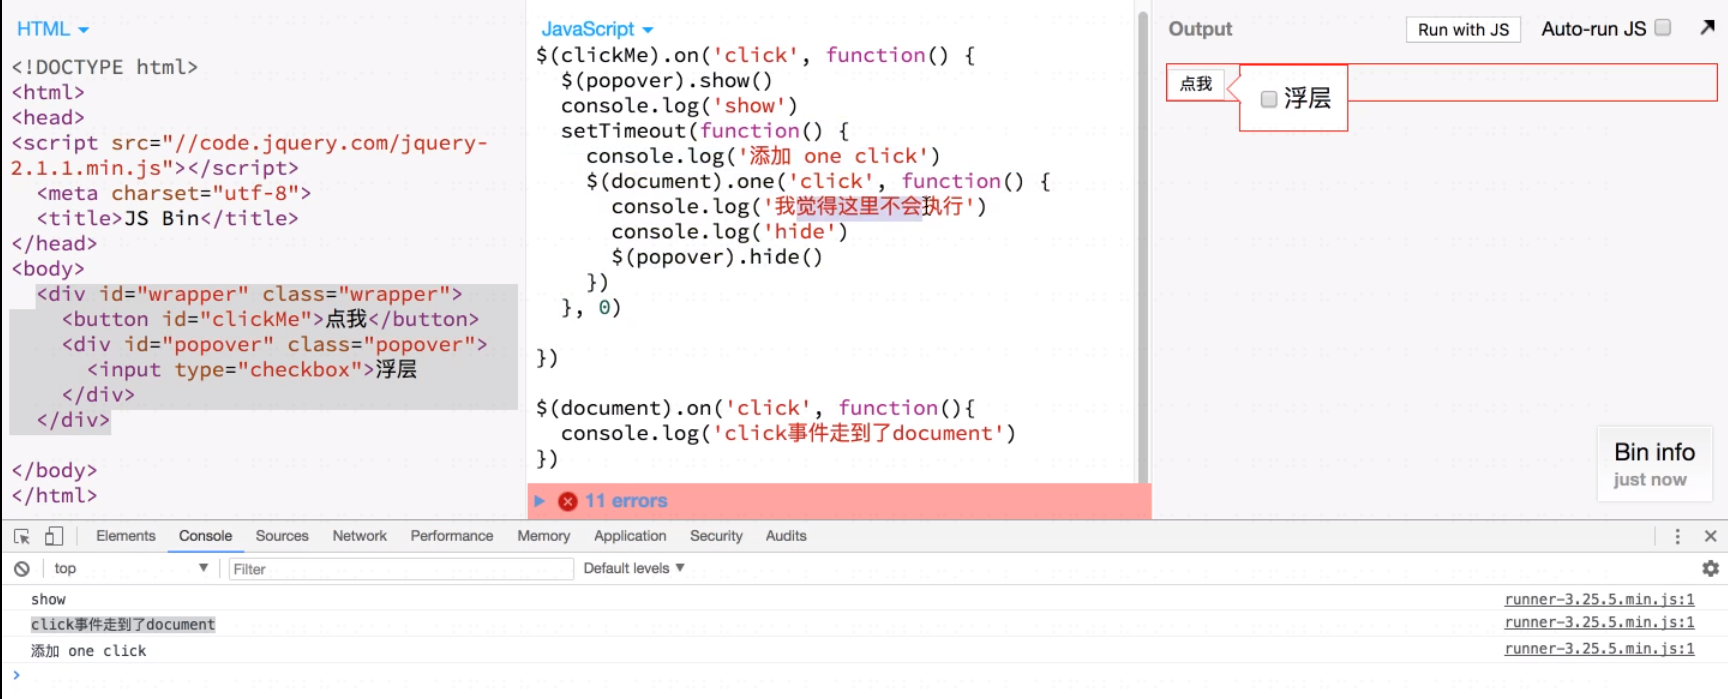 HTML
<!DOCTYPE html>
<html>
<head>
<script src="//code.jquery.com/jquery-
2.1.1.min.js"></script>
<meta charset="utf-8">
<title>JS Bin</title>
</head>
<body>
<div id="wrapper" class="wrapper">
<button id="clickMe">点我</button>
<div id="popover" class="popover">
<input type="checkbox">浮层
</div>
</div>
</body>
</html>
JavaScript
$(clickMe).on('click', function() {
$(popover).show()
console.log('show')
setTimeout(function() {
console.log('添加 one click')
$(document).one('click', function() {
console.log('我觉得这里不会执行')
console.log('hide')
$(popover).hide()
})
}, 0)
})
$(document).on('click', function(){
console.log('click事件走到了document')
})
11 errors
Output
Run with JS
Auto-run JS
点我
浮层
Bin info
just now
Elements Console Sources Network Performance Memory Application Security Audits
top Filter Default levels
show runner-3.25.5.min.js:1
click事件走到了document runner-3.25.5.min.js:1
添加 one click runner-3.25.5.min.js:1